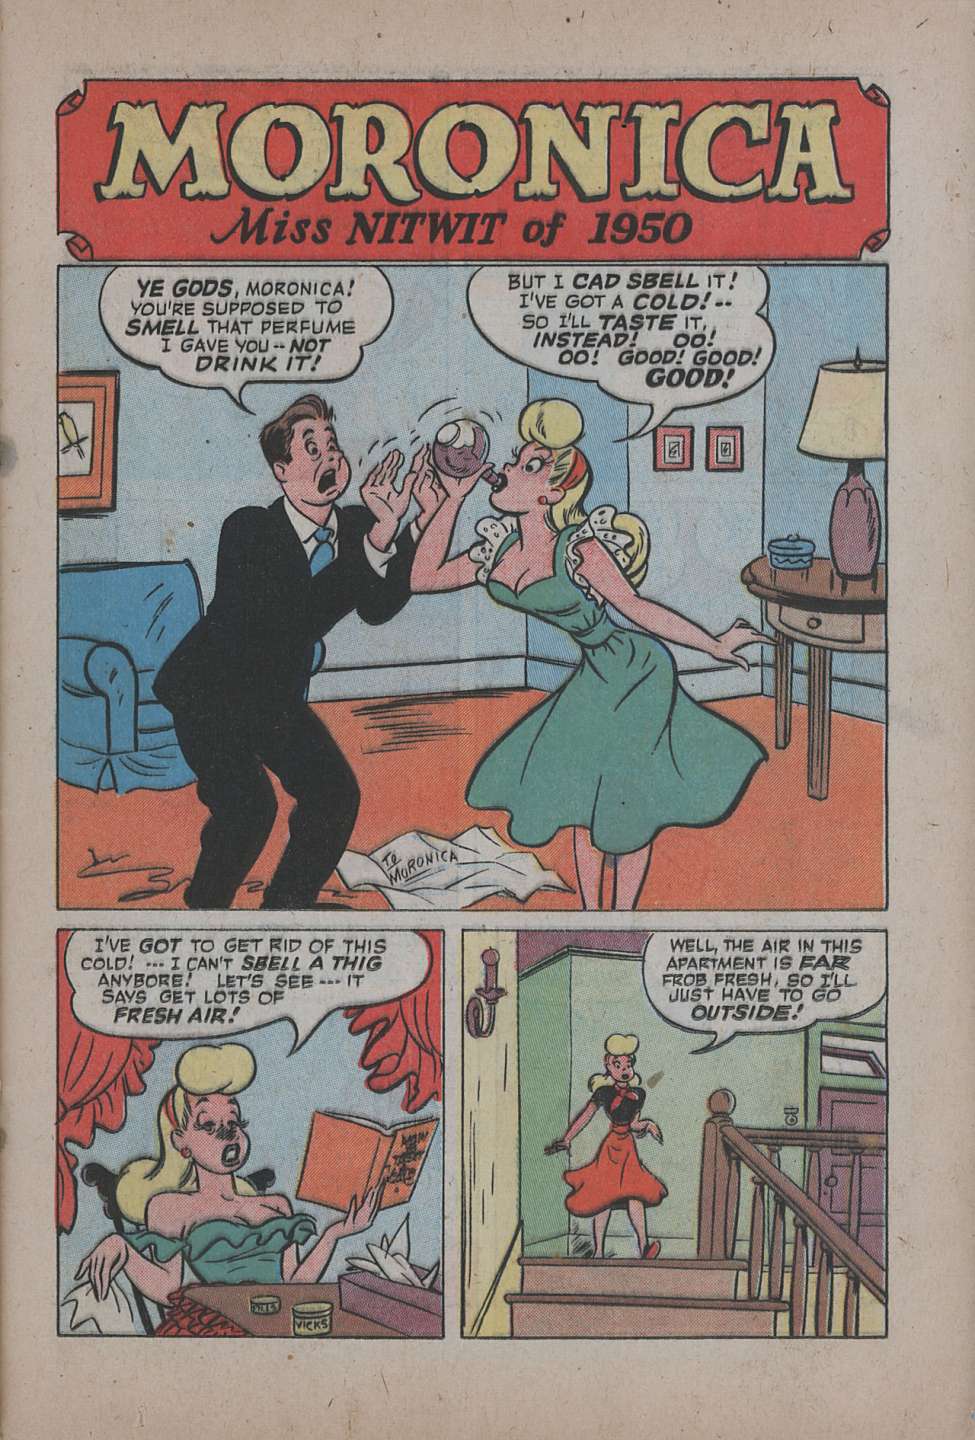 MORONICA
Miss NITWIT of 1950
YE GODS, MORONICA!
YOU'RE SUPPOSED TO
SMELL THAT PERFUME
I GAVE YOU -- NOT
DRINK IT!
BUT I CAD SBELL IT!
I'VE GOT A COLD! --
SO I'LL TASTE IT,
INSTEAD! OO!
OO! GOOD! GOOD!
GOOD!
TO
MORONICA
I'VE GOT TO GET RID OF THIS
COLD! --- I CAN'T SBELL A THIG
ANYBORE! LET'S SEE --- IT
SAYS GET LOTS OF
FRESH AIR!
PILLS
VICKS
WELL, THE AIR IN THIS
APARTMENT IS FAR
FROB FRESH, SO I'LL
JUST HAVE TO GO
OUTSIDE!